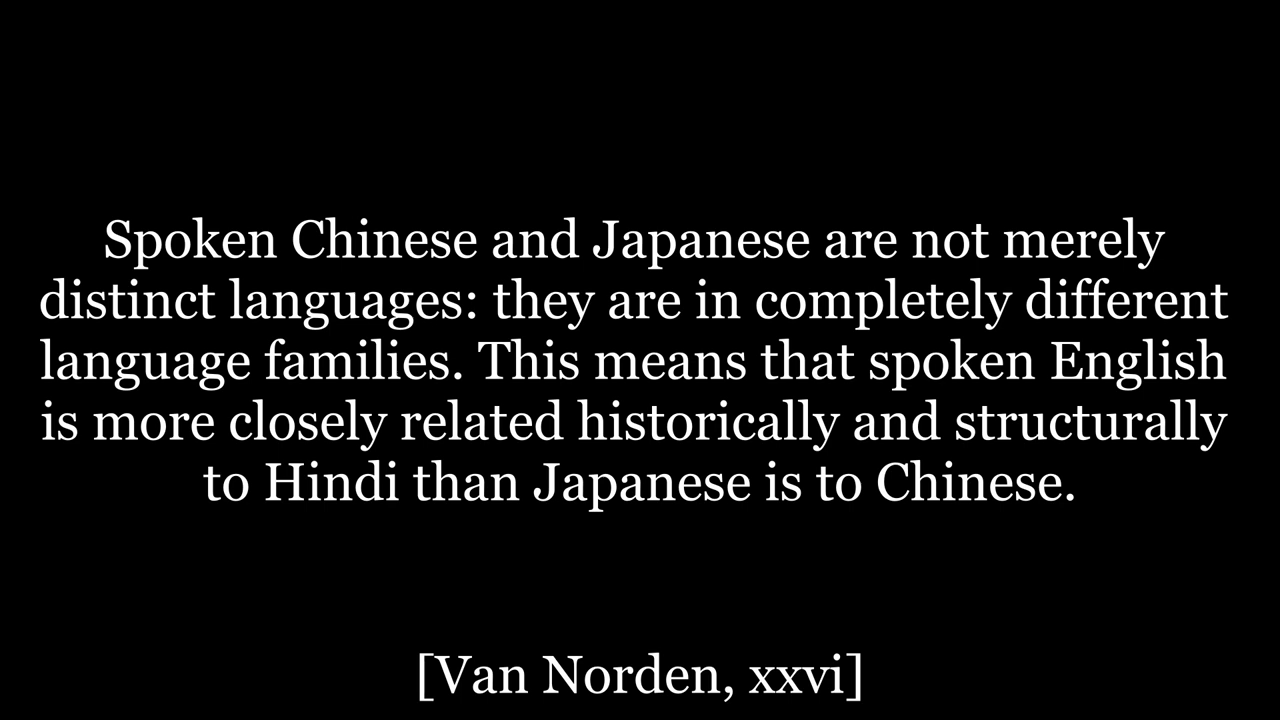 Spoken Chinese and Japanese are not merely
distinct languages: they are in completely different
language families. This means that spoken English
is more closely related historically and structurally
to Hindi than Japanese is to Chinese.
[Van Norden, xxvi]